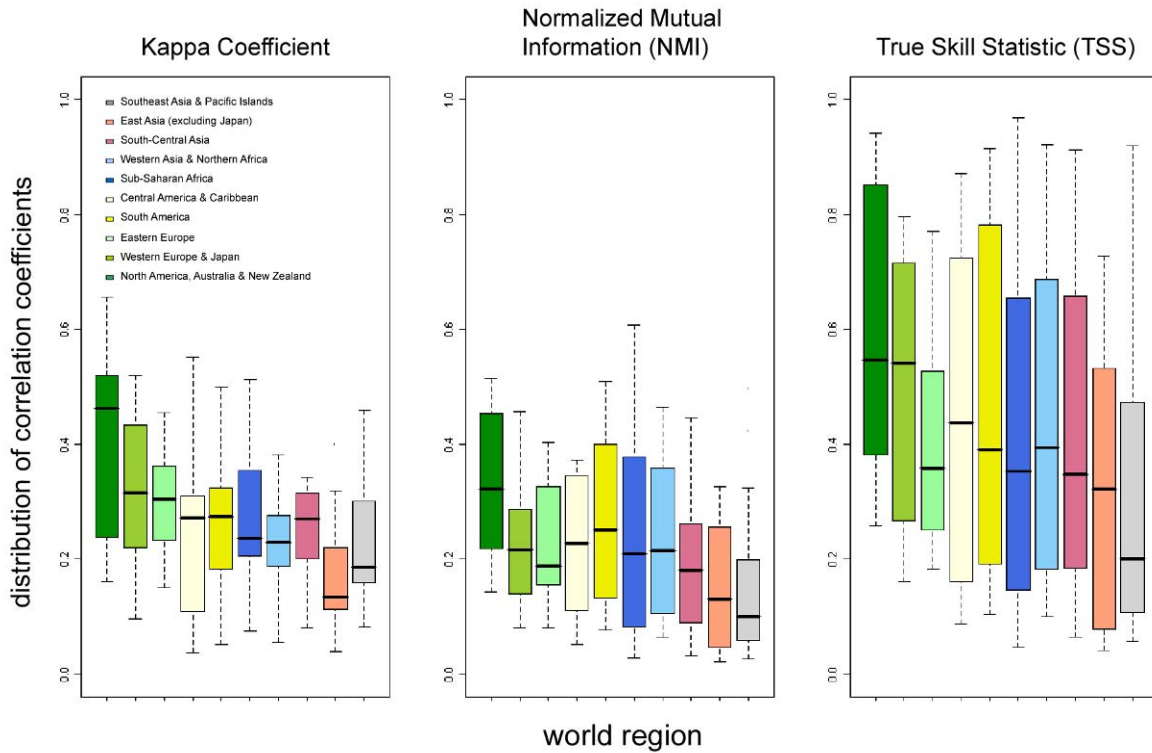 Kappa Coefficient
Normalized Mutual
Information (NMI)
True Skill Statistic (TSS)
distribution of correlation coefficients
0.0
0.2
0.4
0.6
0.8
1.0
Southeast Asia & Pacific Islands
East Asia (excluding Japan)
South-Central Asia
Western Asia & Northern Africa
Sub-Saharan Africa
Central America & Caribbean
South America
Eastern Europe
Western Europe & Japan
North America, Australia & New Zealand
0.0
0.2
0.4
0.6
0.8
1.0
0.0
0.2
0.4
0.6
0.8
1.0
world region